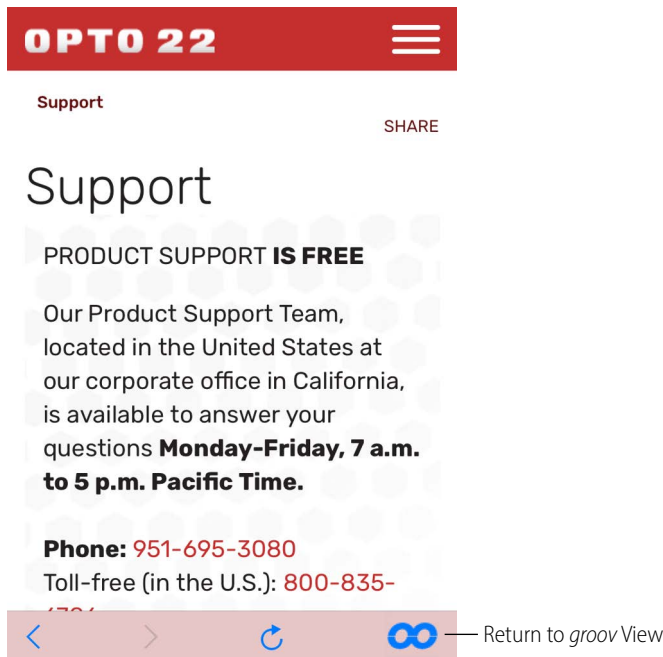 OPTO 22
Support
SHARE
Support
PRODUCT SUPPORT IS FREE
Our Product Support Team,
located in the United States at
our corporate office in California,
is available to answer your
questions Monday-Friday, 7 a.m.
to 5 p.m. Pacific Time.
Phone: 951-695-3080
Toll-free (in the U.S.): 800-835-
Return to groov View